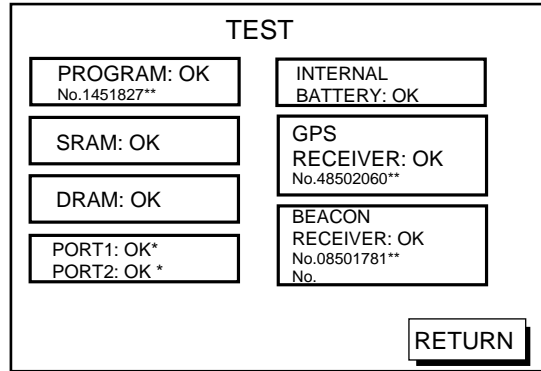 TEST
PROGRAM: OK
No.1451827**
SRAM: OK
DRAM: OK
PORT1: OK*
PORT2: OK *
INTERNAL
BATTERY: OK
GPS
RECEIVER: OK
No.48502060**
BEACON
RECEIVER: OK
No.08501781**
No.
RETURN